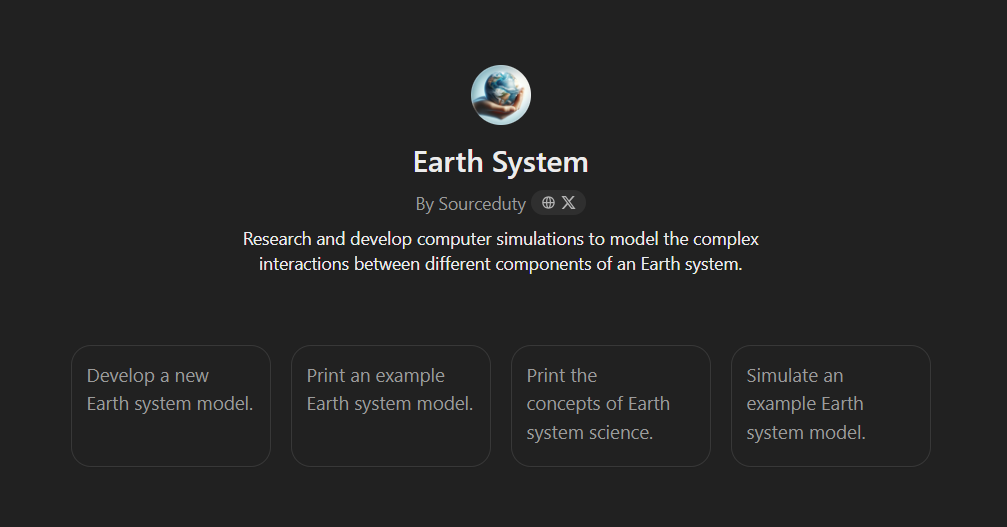 Earth System
By Sourceduty
Research and develop computer simulations to model the complex
interactions between different components of an Earth system.
Develop a new
Earth system model.
Print an example
Earth system model.
Print the
concepts of Earth
system science.
Simulate an
example Earth
system model.